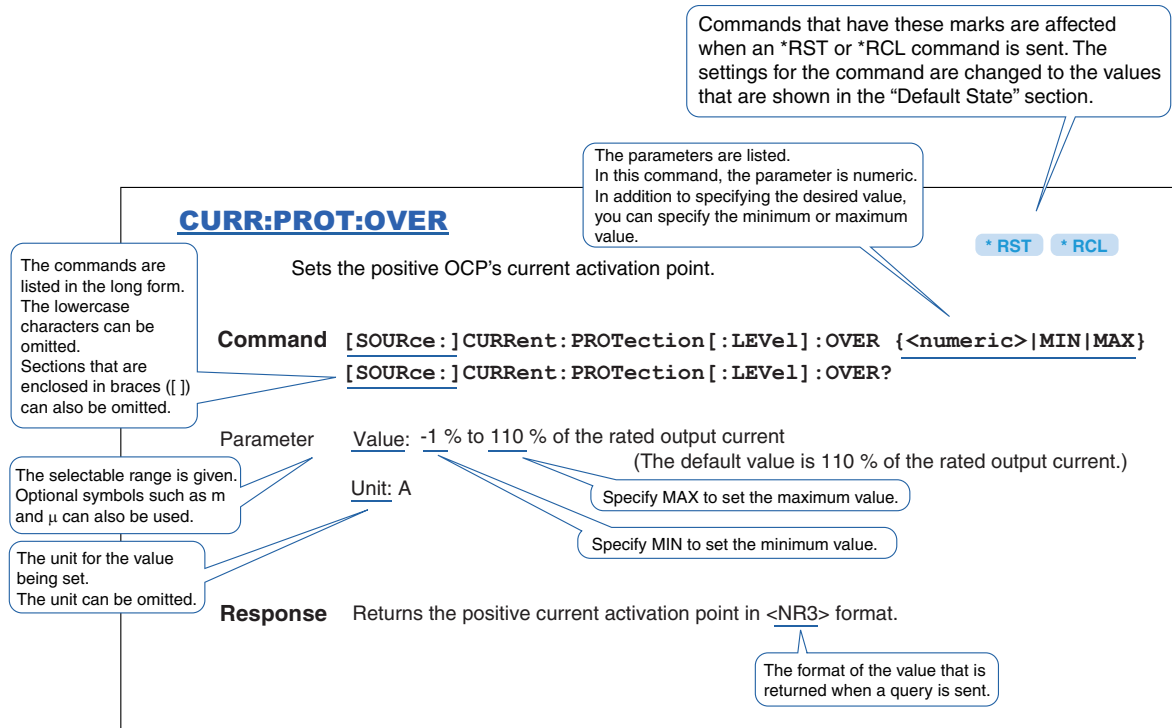 Commands that have these marks are affected
when an *RST or *RCL command is sent. The
settings for the command are changed to the values
that are shown in the “Default State” section.
The parameters are listed.
In this command, the parameter is numeric.
In addition to specifying the desired value,
you can specify the minimum or maximum
value.
CURR:PROT:OVER
* RST * RCL
Sets the positive OCP's current activation point.
The commands are
listed in the long form.
The lowercase
characters can be
omitted.
Sections that are
enclosed in braces ([ ])
can also be omitted.
Command [SOURce:]CURRent:PROTection[:LEVel]:OVER {<numeric>|MIN|MAX}
[SOURce:]CURRent:PROTection[:LEVel]:OVER?
Parameter Value: -1 % to 110 % of the rated output current
(The default value is 110 % of the rated output current.)
The selectable range is given.
Optional symbols such as m
and µ can also be used.
Unit: A
Specify MAX to set the maximum value.
Specify MIN to set the minimum value.
The unit for the value
being set.
The unit can be omitted.
Response Returns the positive current activation point in <NR3> format.
The format of the value that is
returned when a query is sent.